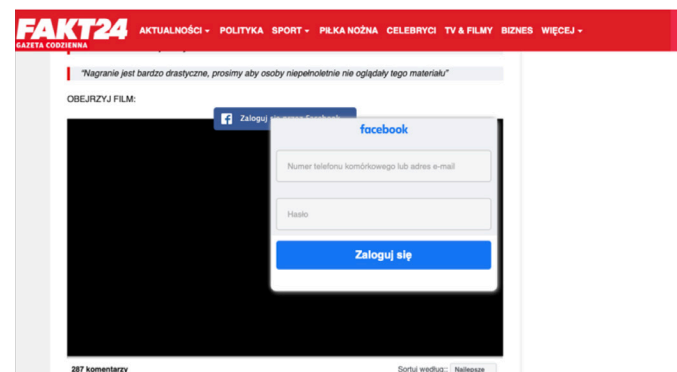 FAKT24
GAZETA CODZIENNA
AKTUALNOŚCI POLITYKA SPORT PIŁKA NOŻNA CELEBRYCI TV & FILMY BIZNES WIĘCEJ
"Nagranie jest bardzo drastyczne, prosimy aby osoby niepełnoletnie nie oglądały tego materiału"
OBEJRZYJ FILM:
Zaloguj
facebook
Numer telefonu komórkowego lub adres e-mail
Hasło
Zaloguj się
287 komentarzy
Sortuj według:: Najlepsze